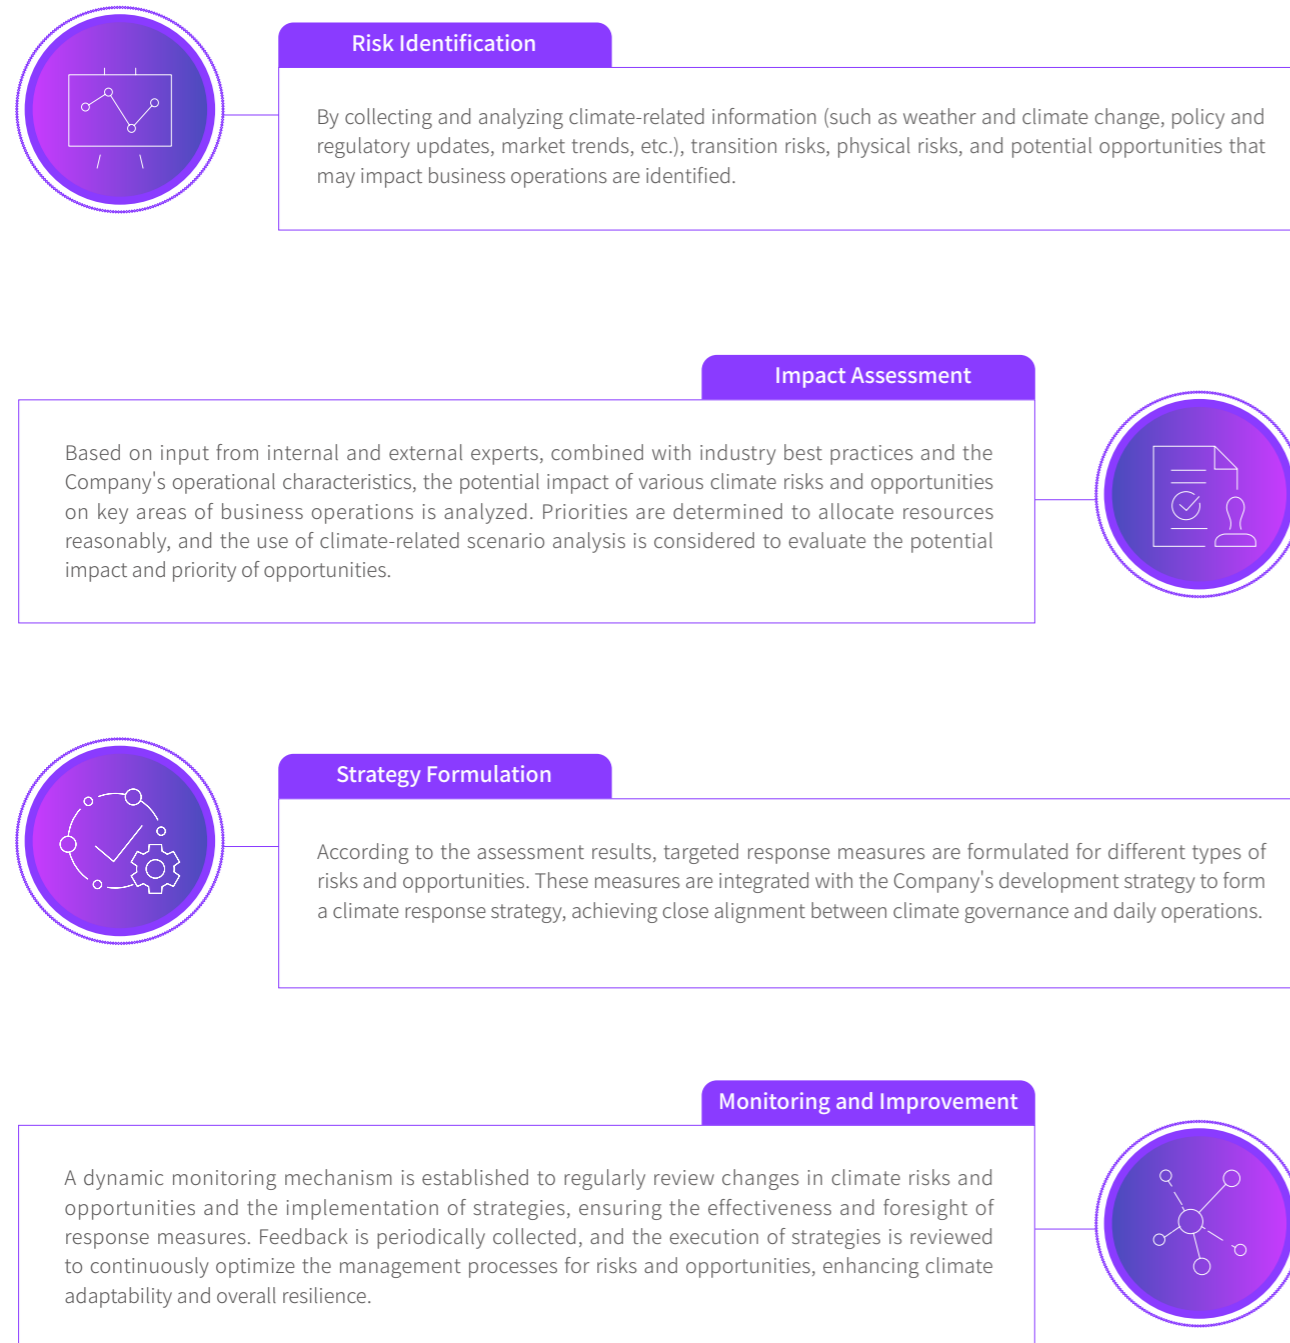 Risk Identification
By collecting and analyzing climate-related information (such as weather and climate change, policy and
regulatory updates, market trends, etc.), transition risks, physical risks, and potential opportunities that
may impact business operations are identified.
Impact Assessment
Based on input from internal and external experts, combined with industry best practices and the
Company's operational characteristics, the potential impact of various climate risks and opportunities
on key areas of business operations is analyzed. Priorities are determined to allocate resources
reasonably, and the use of climate-related scenario analysis is considered to evaluate the potential
impact and priority of opportunities.
Strategy Formulation
According to the assessment results, targeted response measures are formulated for different types of
risks and opportunities. These measures are integrated with the Company's development strategy to form
a climate response strategy, achieving close alignment between climate governance and daily operations.
Monitoring and Improvement
A dynamic monitoring mechanism is established to regularly review changes in climate risks and
opportunities and the implementation of strategies, ensuring the effectiveness and foresight of
response measures. Feedback is periodically collected, and the execution of strategies is reviewed
to continuously optimize the management processes for risks and opportunities, enhancing climate
adaptability and overall resilience.